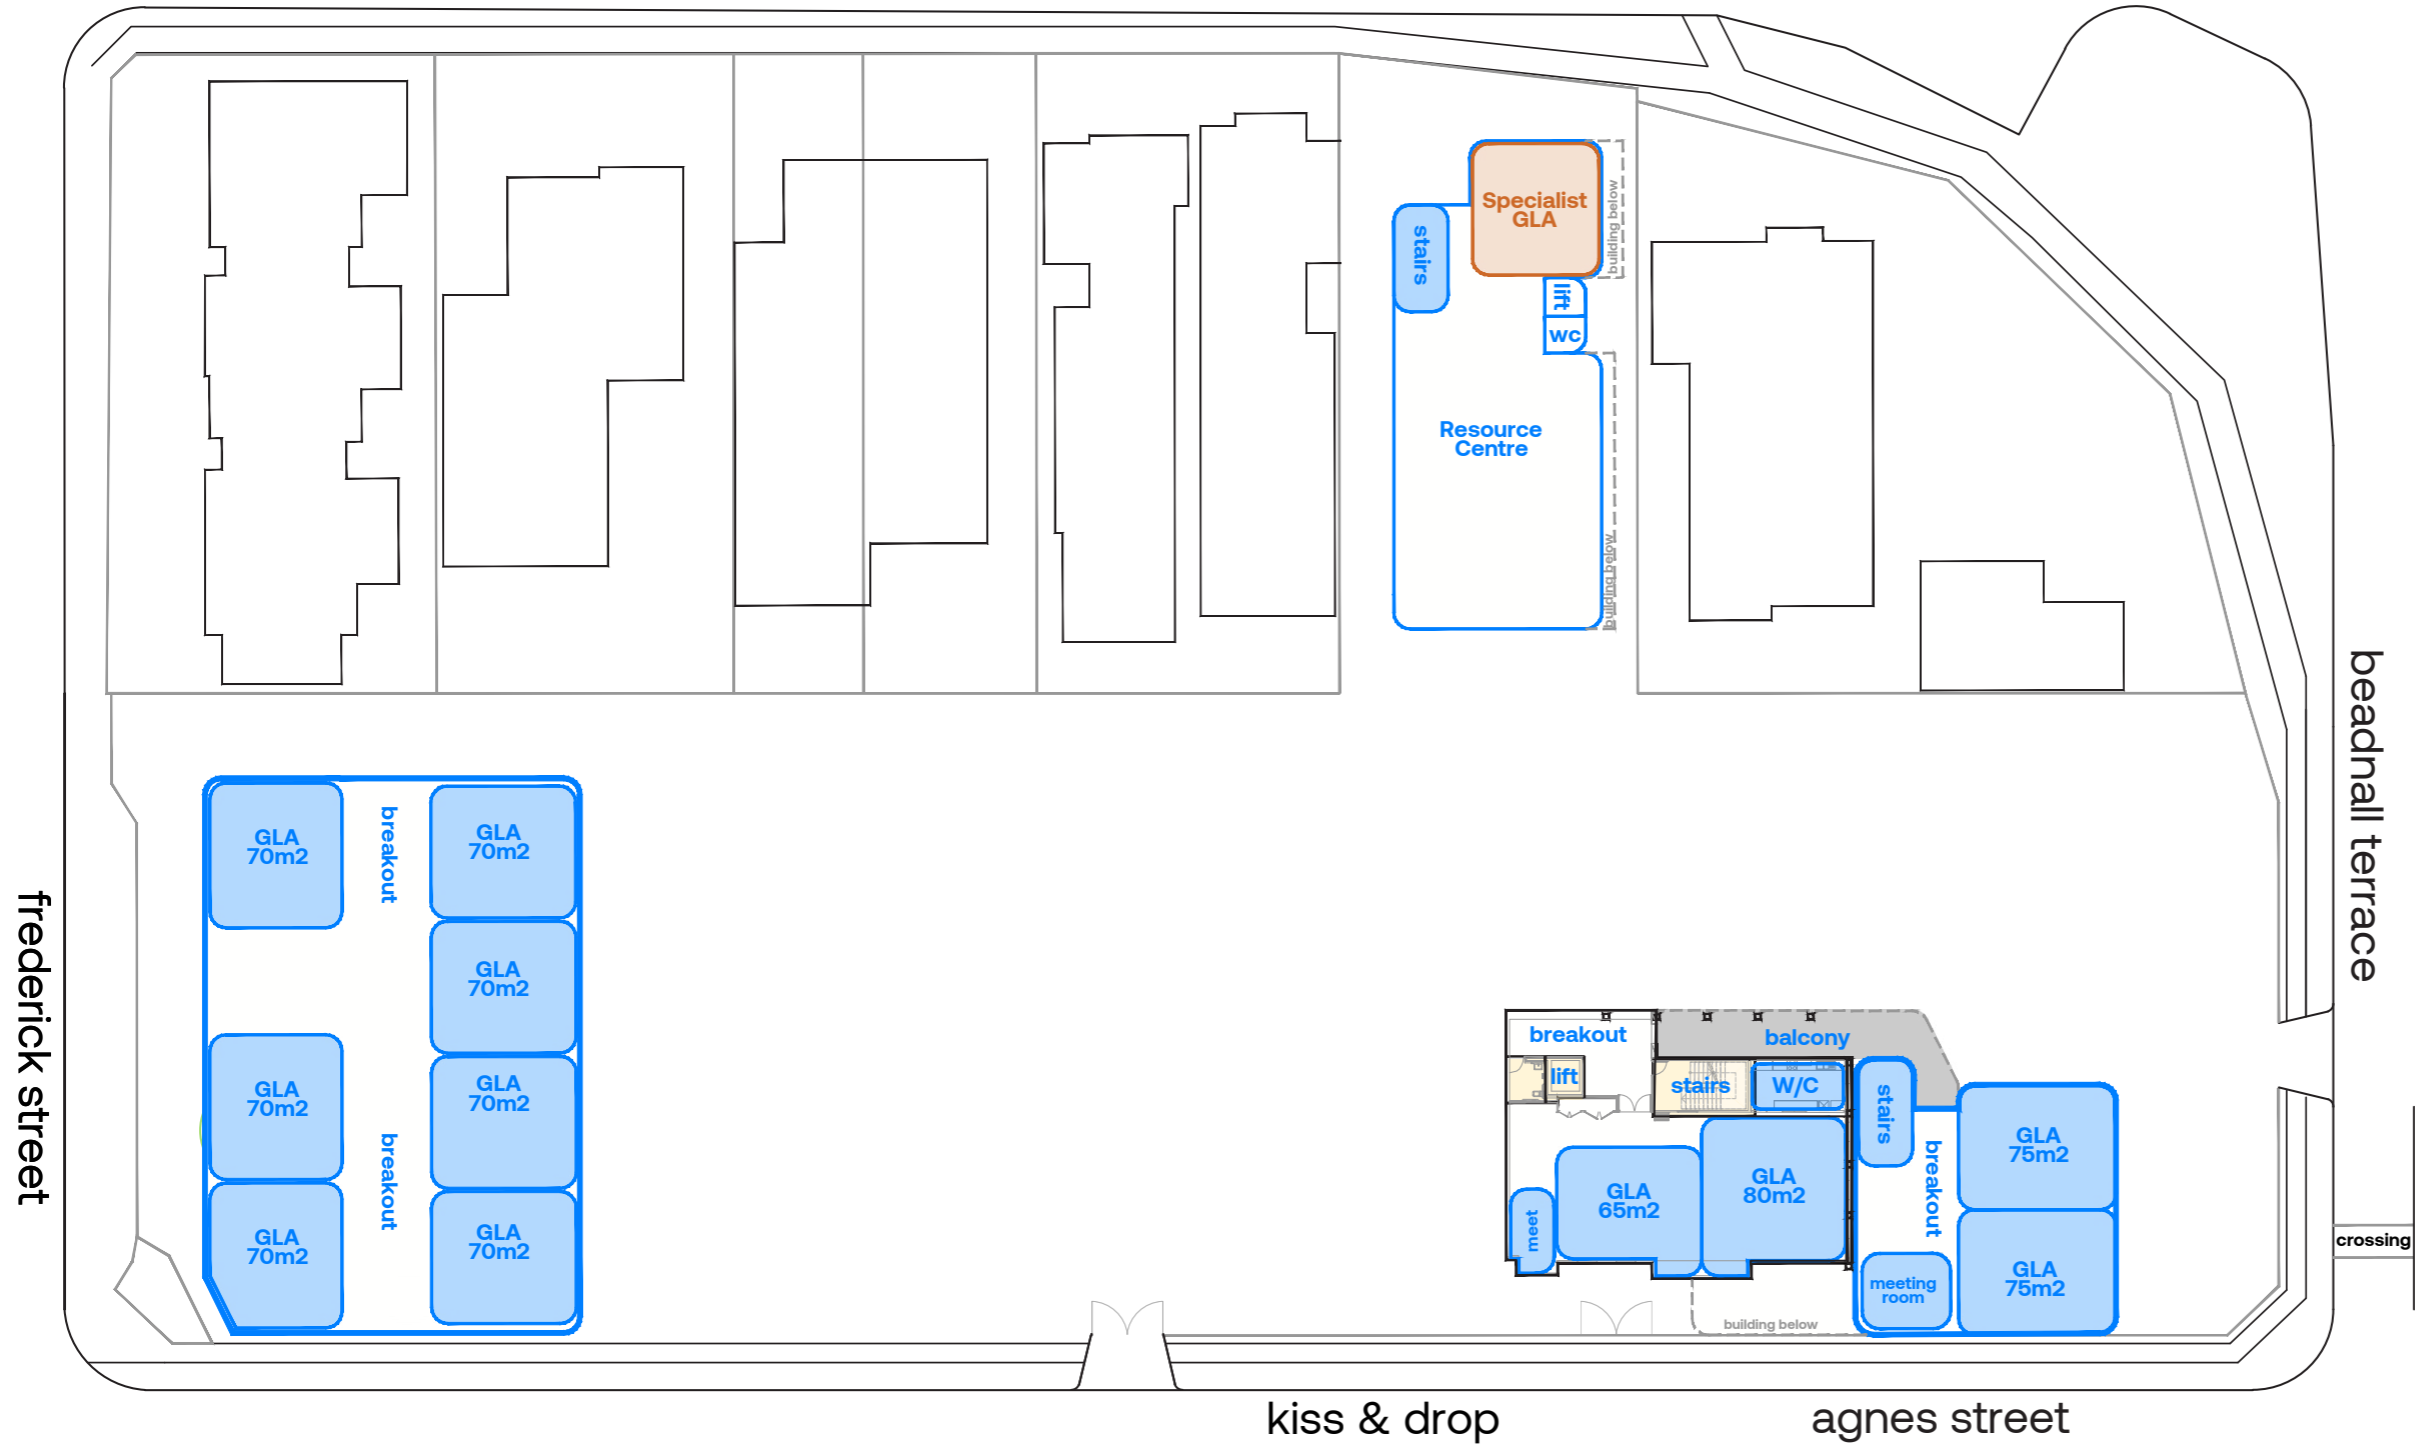 Specialist
GLA
building below
stairs
lift
wc
Resource
Centre
building below
beadnall terrace
frederick street
GLA
70m2
breakout
GLA
70m2
GLA
70m2
GLA
70m2
GLA
70m2
breakout
GLA
70m2
GLA
70m2
breakout
balcony
lift
stairs
W/C
stairs
GLA
75m2
breakout
GLA
65m2
GLA
80m2
meet
meeting
room
GLA
75m2
building below
crossing
kiss & drop
agnes street